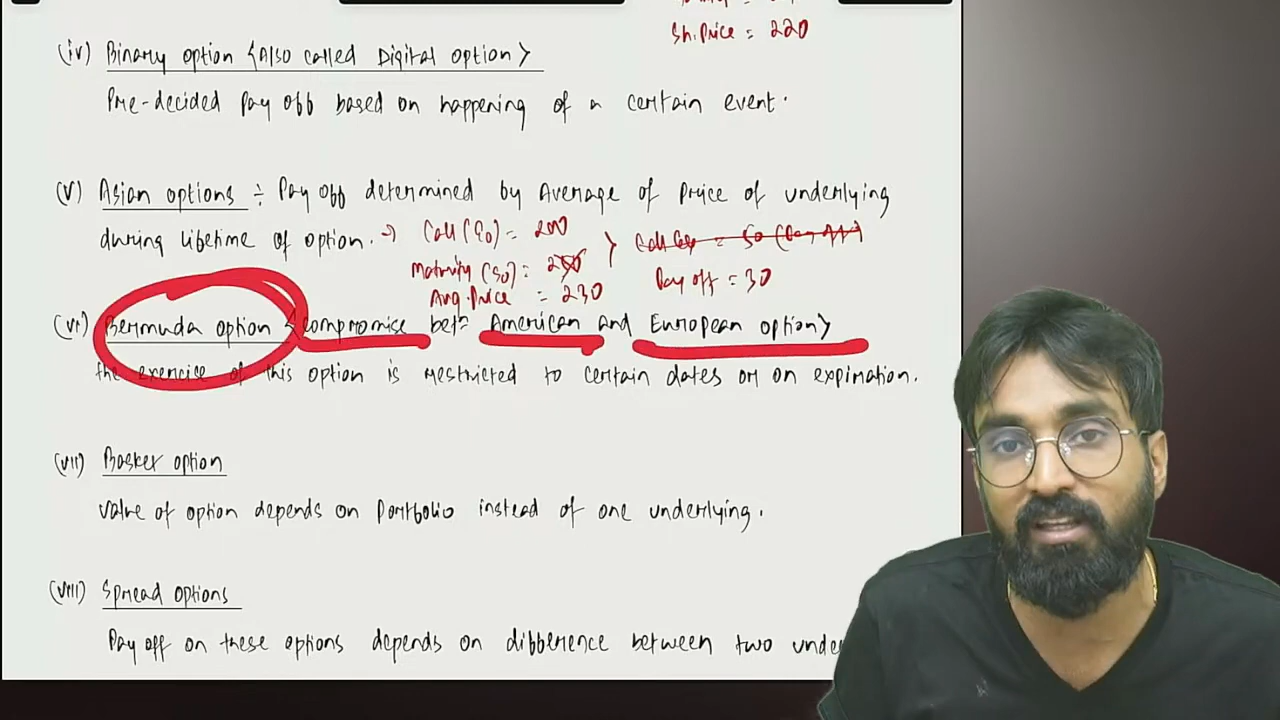 Sh. Price = 220
(iv) Binary option {Also called Digital option}
Pre-decided pay off based on happening of a certain event.
(v) Asian options ÷ Pay off determined by Average of price of underlying
during lifetime of option. → Call (Eo) = 200
Maturity (So) = 250
Avg. Price = 230
Pay off = 30
(vi) Bermuda option {compromise betn American and European option}
the exercise of this option is restricted to certain dates or on expiration.
(vii) Basket option
value of option depends on portfolio instead of one underlying.
(viii) Spread options
Pay off on these options depends on difference between two unde